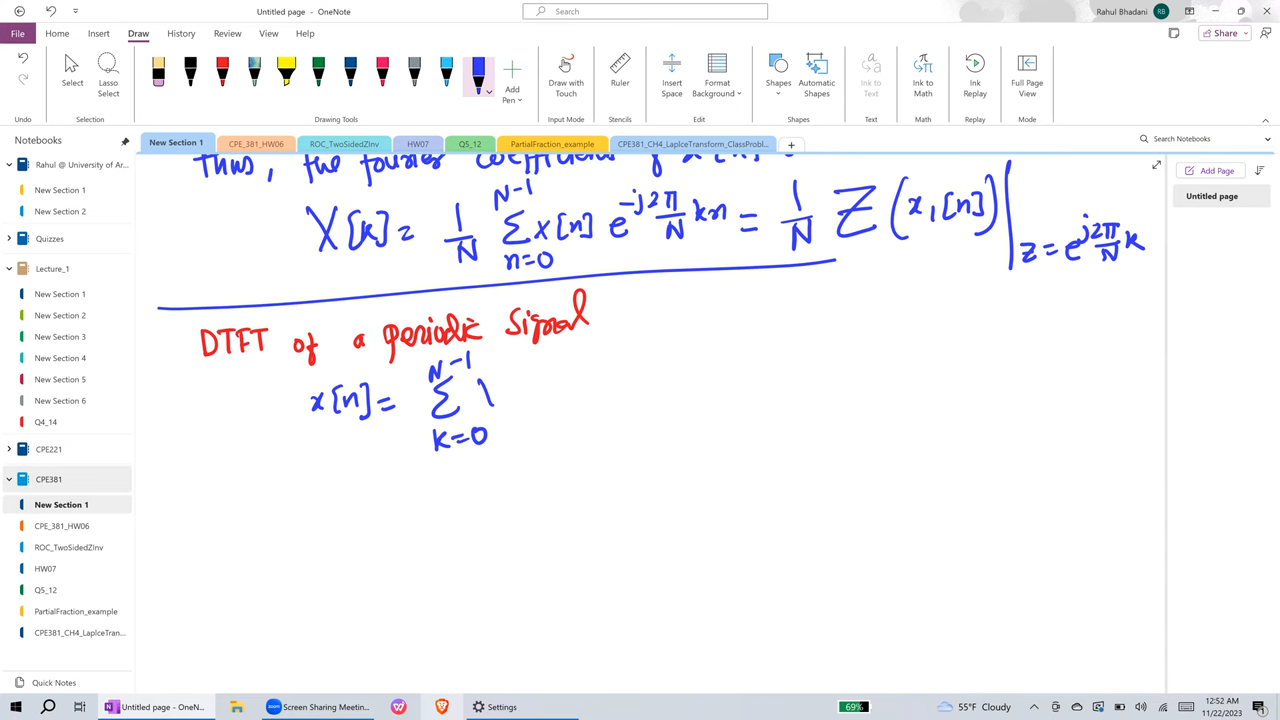 Untitled page - OneNote
Search
Rahul Bhadani
RB
File Home Insert Draw History Review View Help
Share
Select
Lasso Select
Add Pen
Draw with Touch
Ruler
Insert Space
Format Background
Shapes
Automatic Shapes
Ink to Text
Ink to Math
Ink Replay
Full Page View
Undo
Selection
Drawing Tools
Input Mode
Stencils
Edit
Shapes
Text
Math
Replay
Mode
Notebooks
New Section 1
CPE_381_HW06
ROC_TwoSidedZInv
HW07
Q5_12
PartialFraction_example
CPE381_CH4_LaplceTransform_ClassProbl...
+
Search Notebooks
Rahul @ University of Ar...
New Section 1
New Section 2
Quizzes
Lecture_1
New Section 1
New Section 2
New Section 3
New Section 4
New Section 5
New Section 6
Q4_14
CPE221
CPE381
New Section 1
CPE_381_HW06
ROC_TwoSidedZInv
HW07
Q5_12
PartialFraction_example
CPE381_CH4_LaplceTran...
Quick Notes
Add Page
Untitled page
Thus, the fourier coefficient of
X[k] = 1/N Σ_{n=0}^{N-1} x[n] e^{-j2π/N kn} = 1/N Z(x₁[n]) |_{z = e^{j2π/N k}}
DTFT of a periodic signal
x[n] = Σ_{k=0}^{N-1}
Untitled page - One...
Screen Sharing Meetin...
Settings
69%
55°F Cloudy
12:52 AM
11/22/2023